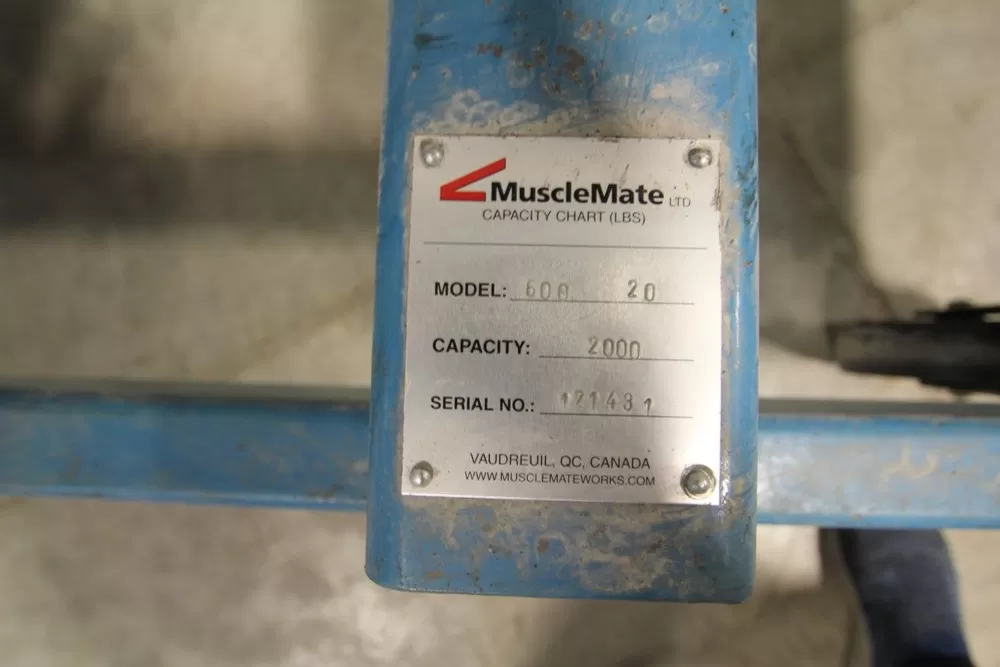 MuscleMate LTD
CAPACITY CHART (LBS)
MODEL: 600 20
CAPACITY: 2000
SERIAL NO.: 121431
VAUDREUIL, QC, CANADA
WWW.MUSCLEMATEWORKS.COM